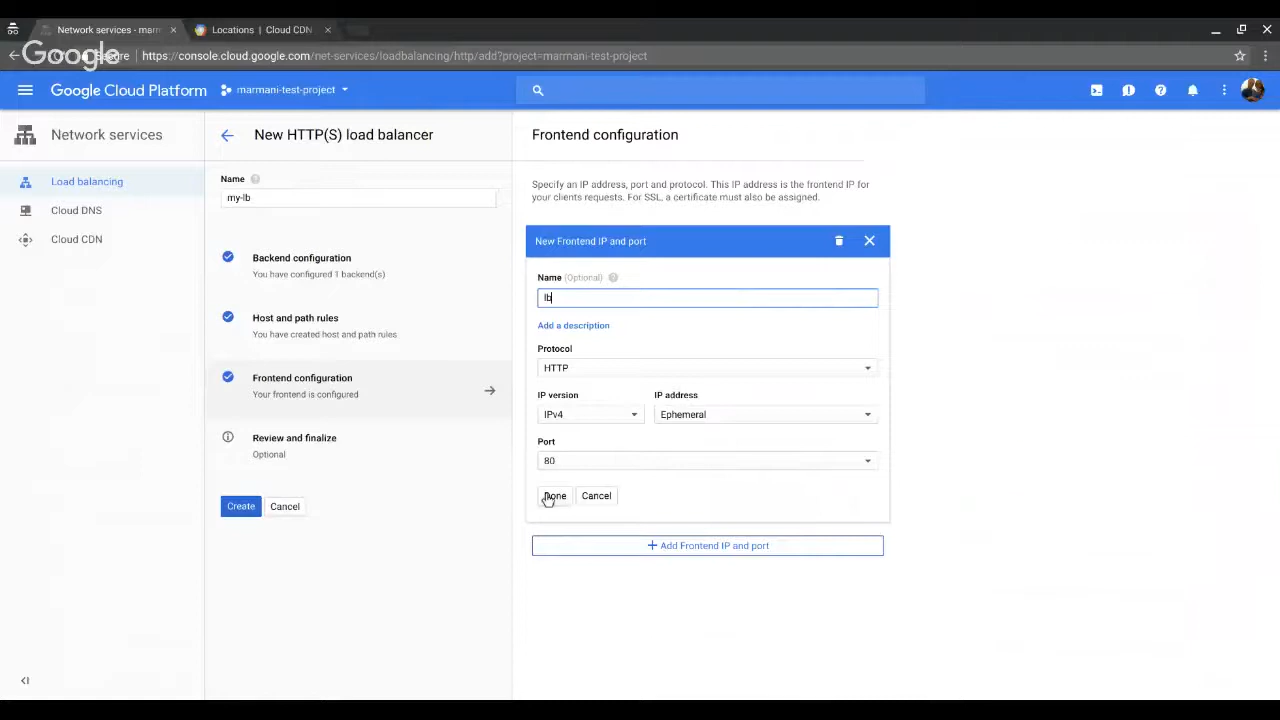 Network services - marm
Locations | Cloud CDN
Google
https://console.cloud.google.com/net-services/loadbalancing/http/add?project=marmani-test-project
Google Cloud Platform
marmani-test-project
Network services
New HTTP(S) load balancer
Frontend configuration
Load balancing
Cloud DNS
Cloud CDN
Name
my-lb
Backend configuration
You have configured 1 backend(s)
Host and path rules
You have created host and path rules
Frontend configuration
Your frontend is configured
Review and finalize
Optional
Create
Cancel
Specify an IP address, port and protocol. This IP address is the frontend IP for
your clients requests. For SSL, a certificate must also be assigned.
New Frontend IP and port
Name (Optional)
lb
Add a description
Protocol
HTTP
IP version
IP address
IPv4
Ephemeral
Port
80
Done
Cancel
+ Add Frontend IP and port